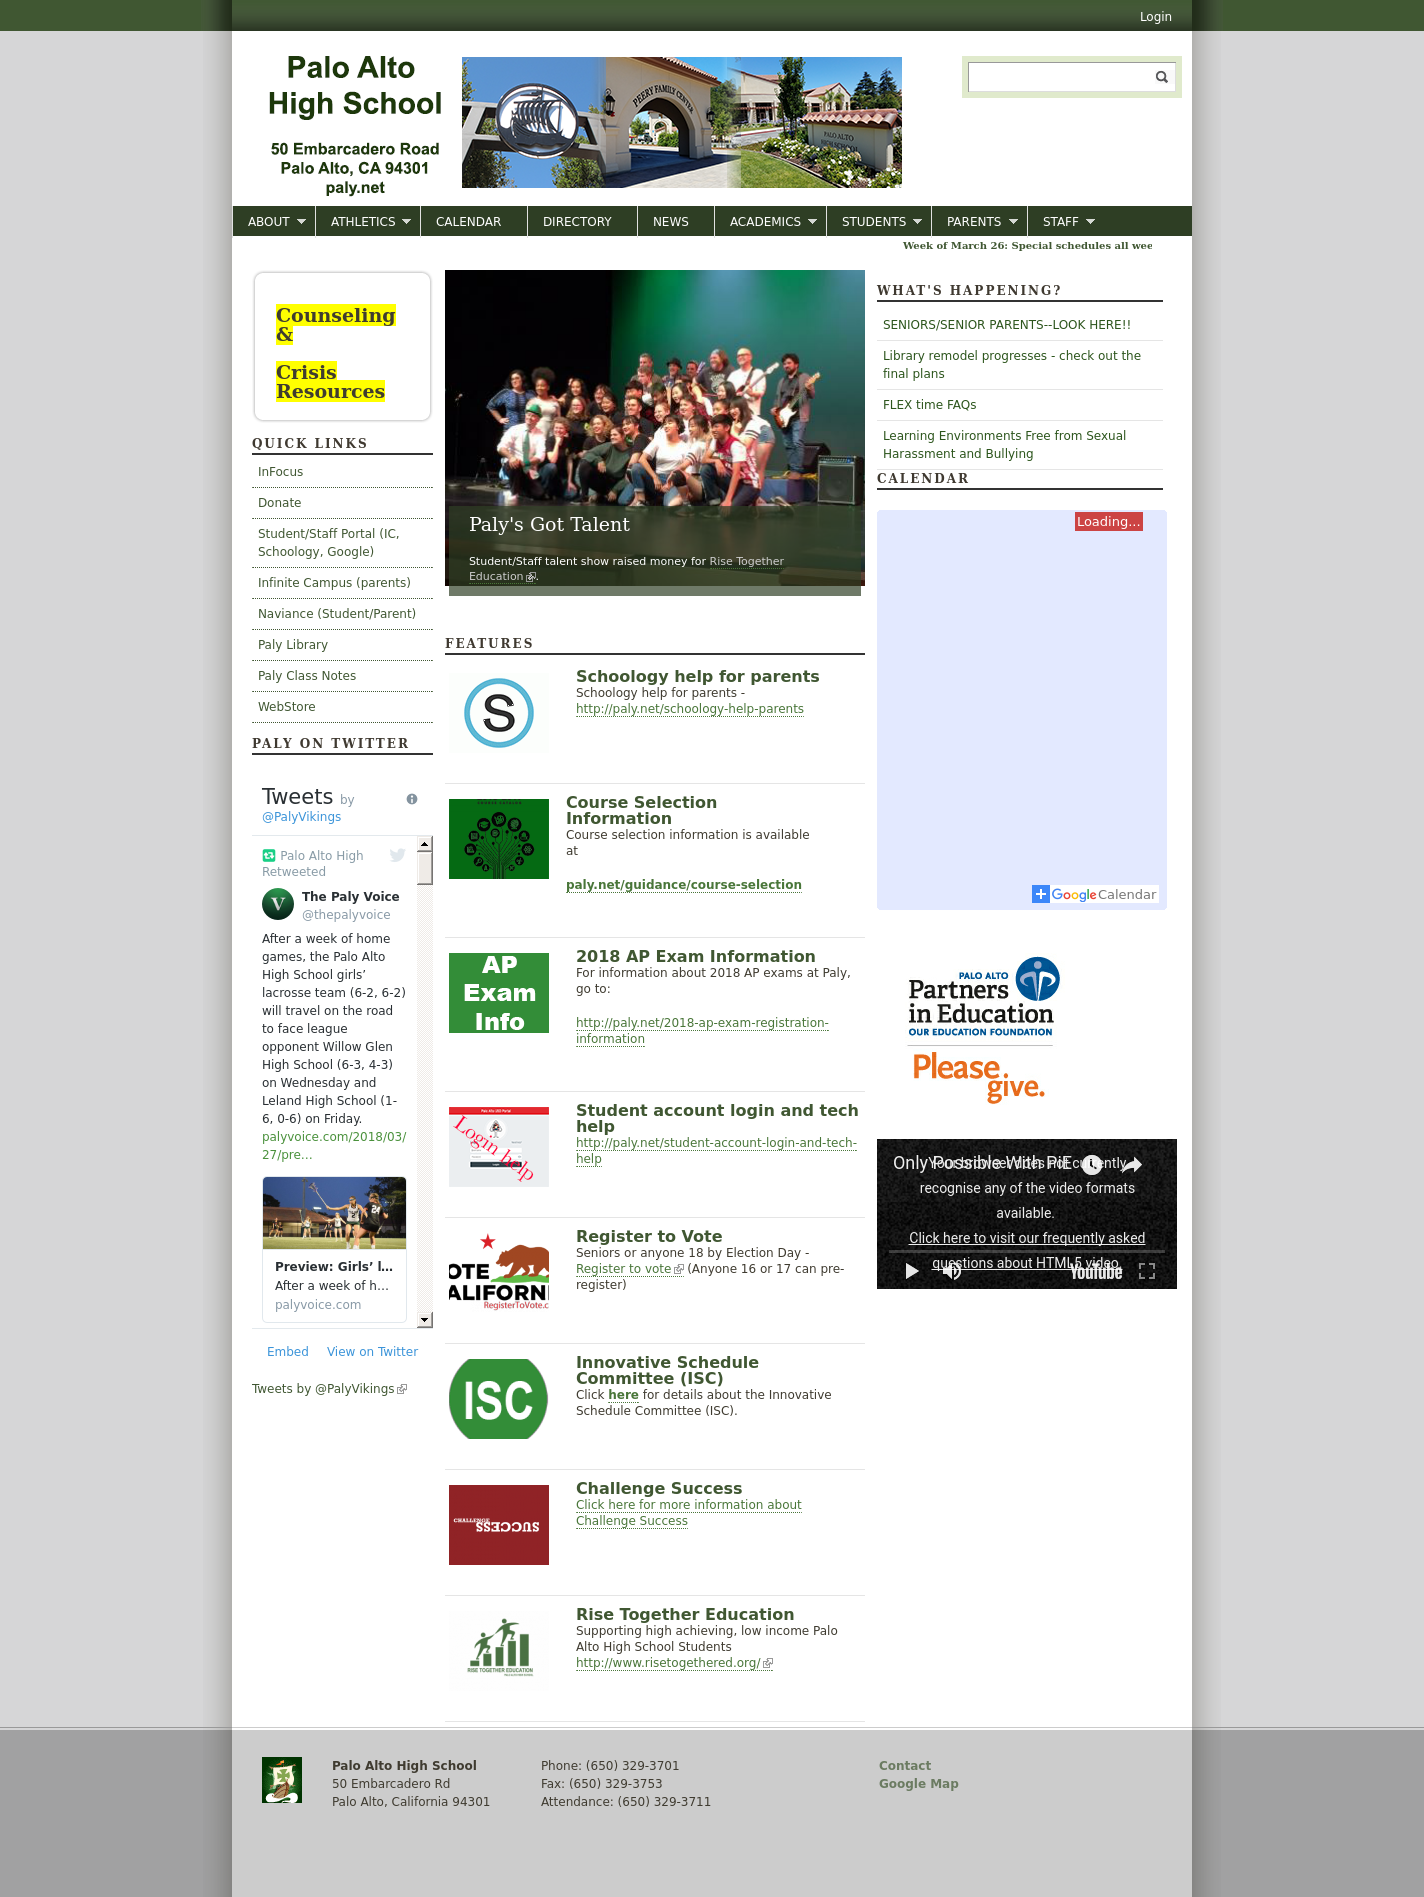 Login
Palo Alto
High School
50 Embarcadero Road
Palo Alto, CA 94301
paly.net
PEERY FAMILY CENTER
PALO ALTO
HIGH SCHOOL
ABOUT
ATHLETICS
CALENDAR
DIRECTORY
NEWS
ACADEMICS
STUDENTS
PARENTS
STAFF
Week of March 26: Special schedules all wee
Counseling
&
Crisis
Resources
QUICK LINKS
InFocus
Donate
Student/Staff Portal (IC,
Schoology, Google)
Infinite Campus (parents)
Naviance (Student/Parent)
Paly Library
Paly Class Notes
WebStore
PALY ON TWITTER
Tweets by
@PalyVikings
Palo Alto High
Retweeted
V
The Paly Voice
@thepalyvoice
After a week of home
games, the Palo Alto
High School girls’
lacrosse team (6-2, 6-2)
will travel on the road
to face league
opponent Willow Glen
High School (6-3, 4-3)
on Wednesday and
Leland High School (1-
6, 0-6) on Friday.
palyvoice.com/2018/03/
27/pre…
Preview: Girls’ l…
After a week of h…
palyvoice.com
Embed
View on Twitter
Tweets by @PalyVikings
Paly's Got Talent
Student/Staff talent show raised money for Rise Together
Education .
FEATURES
S
Schoology help for parents
Schoology help for parents -
http://paly.net/schoology-help-parents
Course Selection
Information
Course selection information is available
at
paly.net/guidance/course-selection
AP
Exam
Info
2018 AP Exam Information
For information about 2018 AP exams at Paly,
go to:
http://paly.net/2018-ap-exam-registration-
information
Login help
Student account login and tech
help
http://paly.net/student-account-login-and-tech-
help
OTE
ALIFORN
RegisterToVote.c
Register to Vote
Seniors or anyone 18 by Election Day -
Register to vote (Anyone 16 or 17 can pre-
register)
ISC
Innovative Schedule
Committee (ISC)
Click here for details about the Innovative
Schedule Committee (ISC).
CHALLENGE
SUCCESS
Challenge Success
Click here for more information about
Challenge Success
RISE TOGETHER EDUCATION
Rise Together Education
Supporting high achieving, low income Palo
Alto High School Students
http://www.risetogethered.org/
WHAT'S HAPPENING?
SENIORS/SENIOR PARENTS--LOOK HERE!!
Library remodel progresses - check out the
final plans
FLEX time FAQs
Learning Environments Free from Sexual
Harassment and Bullying
CALENDAR
Loading...
Google Calendar
PALO ALTO
Partners
in Education
OUR EDUCATION FOUNDATION
Please
give.
Only Possible With PiE
Your browser does not currently
recognise any of the video formats
available.
Click here to visit our frequently asked
questions about HTML5 video.
YouTube
Palo Alto High School
50 Embarcadero Rd
Palo Alto, California 94301
Phone: (650) 329-3701
Fax: (650) 329-3753
Attendance: (650) 329-3711
Contact
Google Map